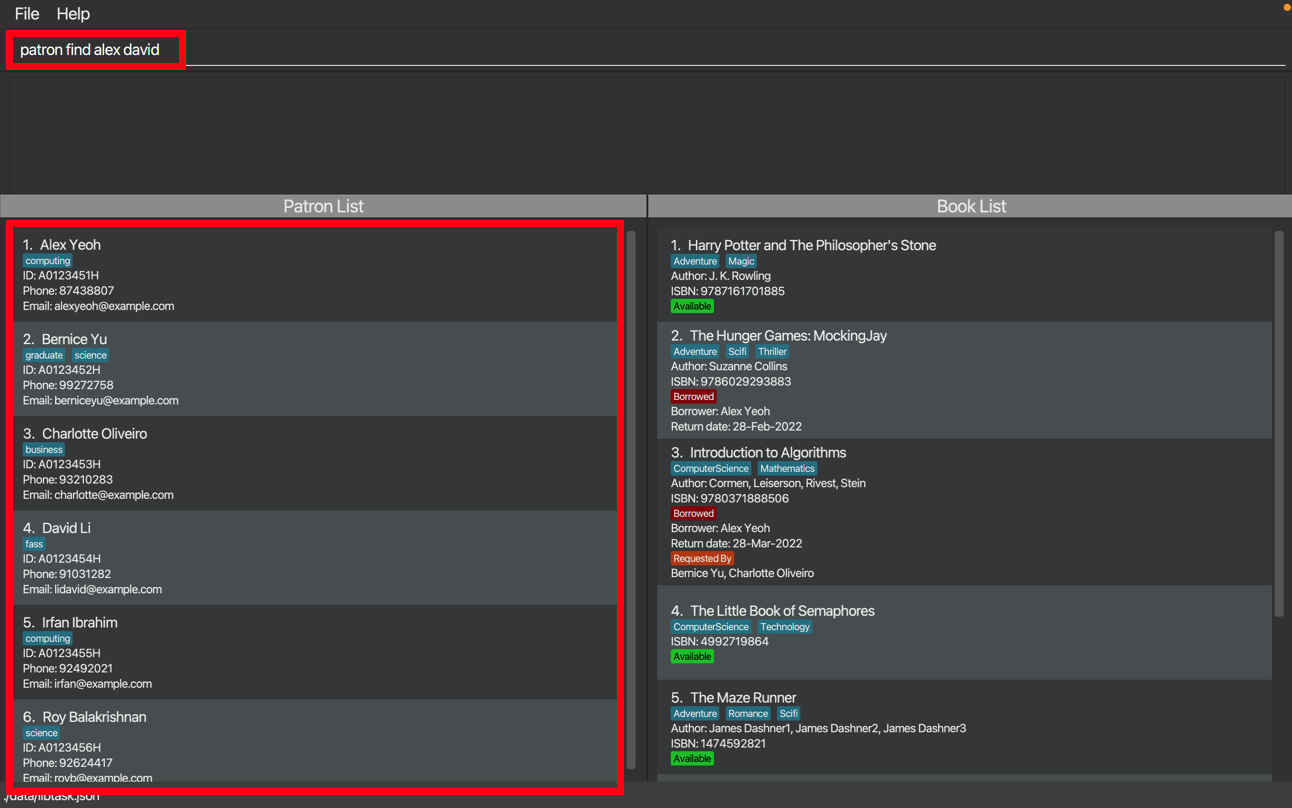 File Help
patron find alex david
Patron List
1. Alex Yeoh
computing
ID: A0123451H
Phone: 87438807
Email: alexyeoh@example.com
2. Bernice Yu
graduate science
ID: A0123452H
Phone: 99272758
Email: berniceyu@example.com
3. Charlotte Oliveiro
business
ID: A0123453H
Phone: 93210283
Email: charlotte@example.com
4. David Li
fass
ID: A0123454H
Phone: 91031282
Email: lidavid@example.com
5. Irfan Ibrahim
computing
ID: A0123455H
Phone: 92492021
Email: irfan@example.com
6. Roy Balakrishnan
science
ID: A0123456H
Phone: 92624417
Email: royb@example.com
Book List
1. Harry Potter and The Philosopher's Stone
Adventure Magic
Author: J. K. Rowling
ISBN: 9787161701885
Available
2. The Hunger Games: MockingJay
Adventure Scifi Thriller
Author: Suzanne Collins
ISBN: 9786029293883
Borrowed
Borrower: Alex Yeoh
Return date: 28-Feb-2022
3. Introduction to Algorithms
ComputerScience Mathematics
Author: Cormen, Leiserson, Rivest, Stein
ISBN: 9780371888506
Borrowed
Borrower: Alex Yeoh
Return date: 28-Mar-2022
Requested By
Bernice Yu, Charlotte Oliveiro
4. The Little Book of Semaphores
ComputerScience Technology
ISBN: 4992719864
Available
5. The Maze Runner
Adventure Romance Scifi
Author: James Dashner1, James Dashner2, James Dashner3
ISBN: 1474592821
Available
./data/libtask.json